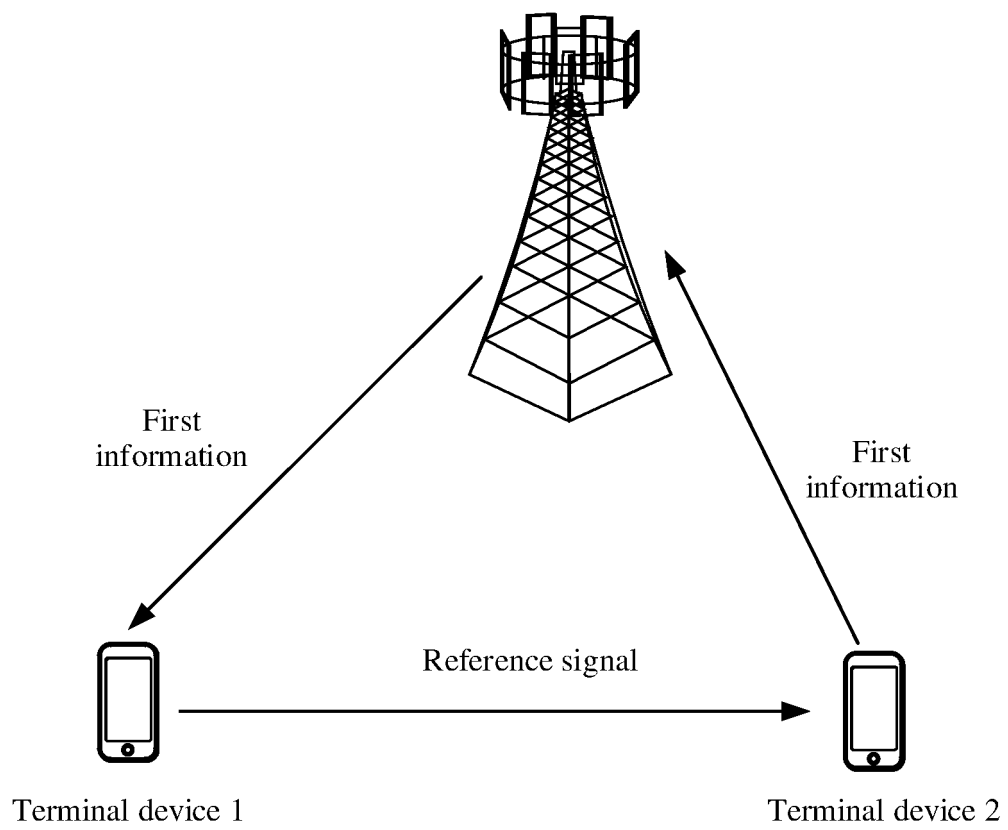 First
information
First
information
Reference signal
Terminal device 1
Terminal device 2